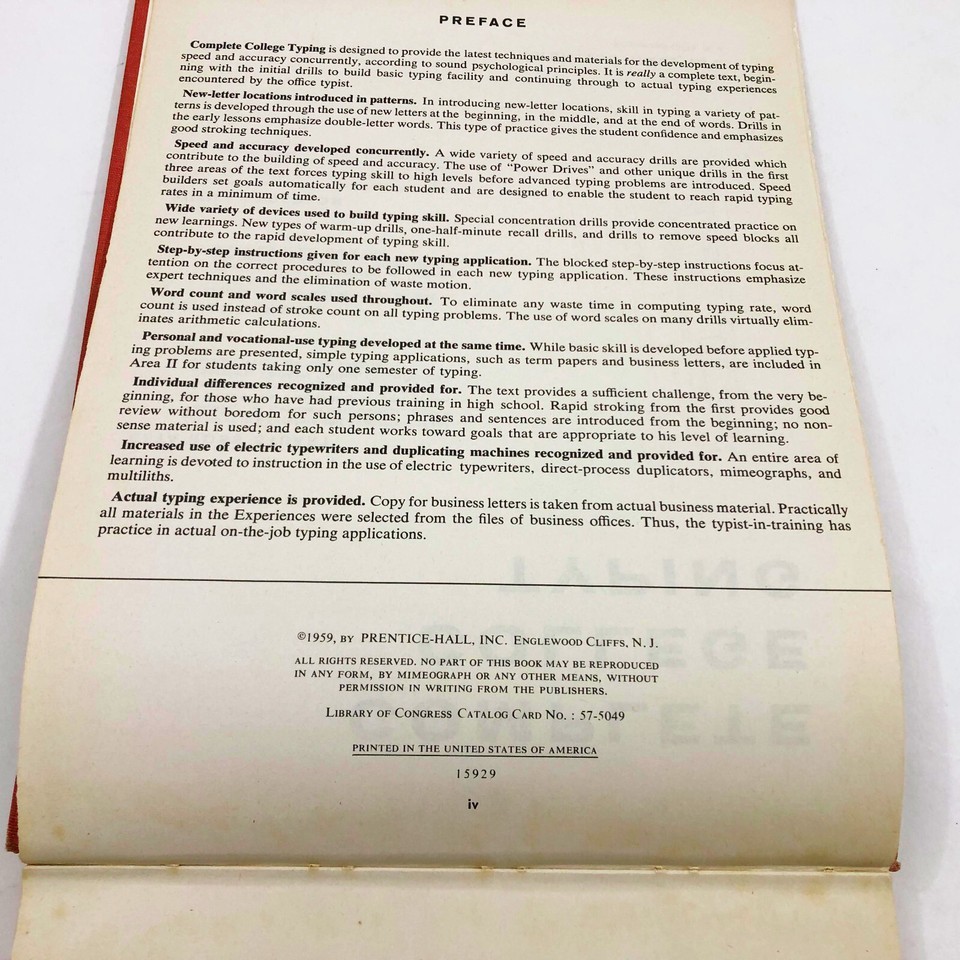 PREFACE
Complete College Typing is designed to provide the latest techniques and materials for the development of typing
speed and accuracy concurrently, according to sound psychological principles. It is really a complete text, begin-
ning with the initial drills to build basic typing facility and continuing through to actual typing experiences
encountered by the office typist.
New-letter locations introduced in patterns. In introducing new-letter locations, skill in typing a variety of pat-
terns is developed through the use of new letters at the beginning, in the middle, and at the end of words. Drills in
the early lessons emphasize double-letter words. This type of practice gives the student confidence and emphasizes
good stroking techniques.
Speed and accuracy developed concurrently. A wide variety of speed and accuracy drills are provided which
contribute to the building of speed and accuracy. The use of "Power Drives" and other unique drills in the first
three areas of the text forces typing skill to high levels before advanced typing problems are introduced. Speed
builders set goals automatically for each student and are designed to enable the student to reach rapid typing
rates in a minimum of time.
Wide variety of devices used to build typing skill. Special concentration drills provide concentrated practice on
new learnings. New types of warm-up drills, one-half-minute recall drills, and drills to remove speed blocks all
contribute to the rapid development of typing skill.
Step-by-step instructions given for each new typing application. The blocked step-by-step instructions focus at-
tention on the correct procedures to be followed in each new typing application. These instructions emphasize
expert techniques and the elimination of waste motion.
Word count and word scales used throughout. To eliminate any waste time in computing typing rate, word
count is used instead of stroke count on all typing problems. The use of word scales on many drills virtually elim-
inates arithmetic calculations.
Personal and vocational-use typing developed at the same time. While basic skill is developed before applied typ-
ing problems are presented, simple typing applications, such as term papers and business letters, are included in
Area II for students taking only one semester of typing.
Individual differences recognized and provided for. The text provides a sufficient challenge, from the very be-
ginning, for those who have had previous training in high school. Rapid stroking from the first provides good
review without boredom for such persons; phrases and sentences are introduced from the beginning; no non-
sense material is used; and each student works toward goals that are appropriate to his level of learning.
Increased use of electric typewriters and duplicating machines recognized and provided for. An entire area of
learning is devoted to instruction in the use of electric typewriters, direct-process duplicators, mimeographs, and
multiliths.
Actual typing experience is provided. Copy for business letters is taken from actual business material. Practically
all materials in the Experiences were selected from the files of business offices. Thus, the typist-in-training has
practice in actual on-the-job typing applications.
©1959, BY PRENTICE-HALL, INC. ENGLEWOOD CLIFFS, N. J.
ALL RIGHTS RESERVED. NO PART OF THIS BOOK MAY BE REPRODUCED
IN ANY FORM, BY MIMEOGRAPH OR ANY OTHER MEANS, WITHOUT
PERMISSION IN WRITING FROM THE PUBLISHERS.
LIBRARY OF CONGRESS CATALOG CARD NO. : 57-5049
PRINTED IN THE UNITED STATES OF AMERICA
15929
iv